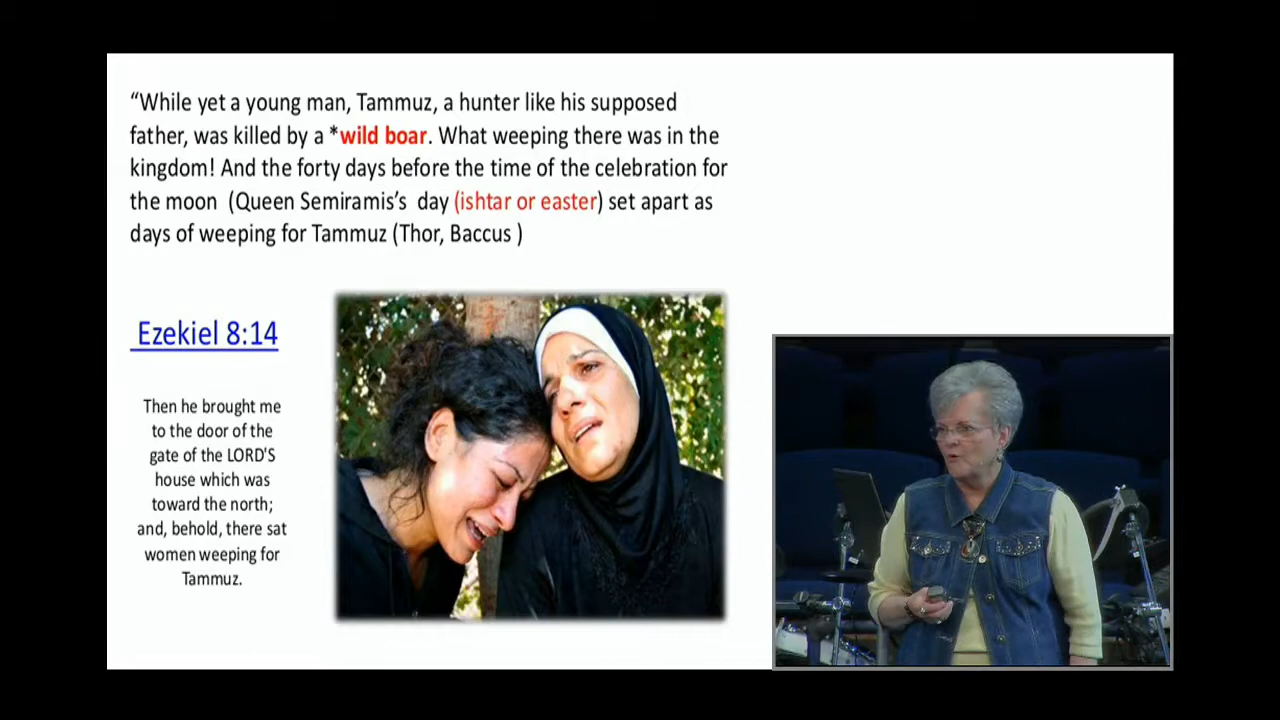 “While yet a young man, Tammuz, a hunter like his supposed
father, was killed by a *wild boar. What weeping there was in the
kingdom! And the forty days before the time of the celebration for
the moon (Queen Semiramis’s day (ishtar or easter) set apart as
days of weeping for Tammuz (Thor, Baccus )
Ezekiel 8:14
Then he brought me
to the door of the
gate of the LORD'S
house which was
toward the north;
and, behold, there sat
women weeping for
Tammuz.